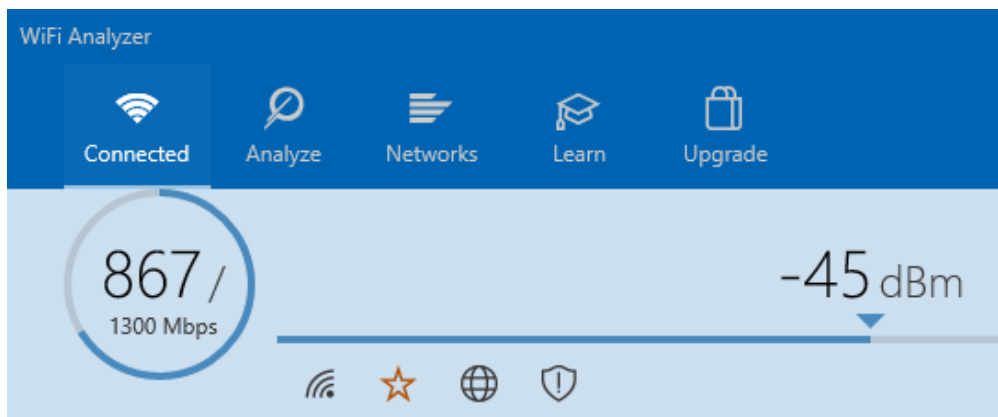 WiFi Analyzer
Connected Analyze Networks Learn Upgrade
867 /
1300 Mbps
-45 dBm